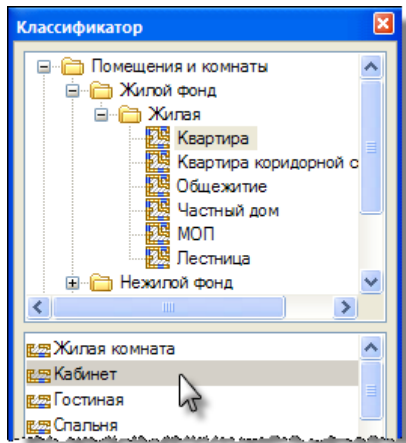 Классификатор
Помещения и комнаты
Жилой фонд
Жилая
Квартира
Квартира коридорной с
Общежитие
Частный дом
МОП
Лестница
Нежилой фонд
Жилая комната
Кабинет
Гостиная
Спальня